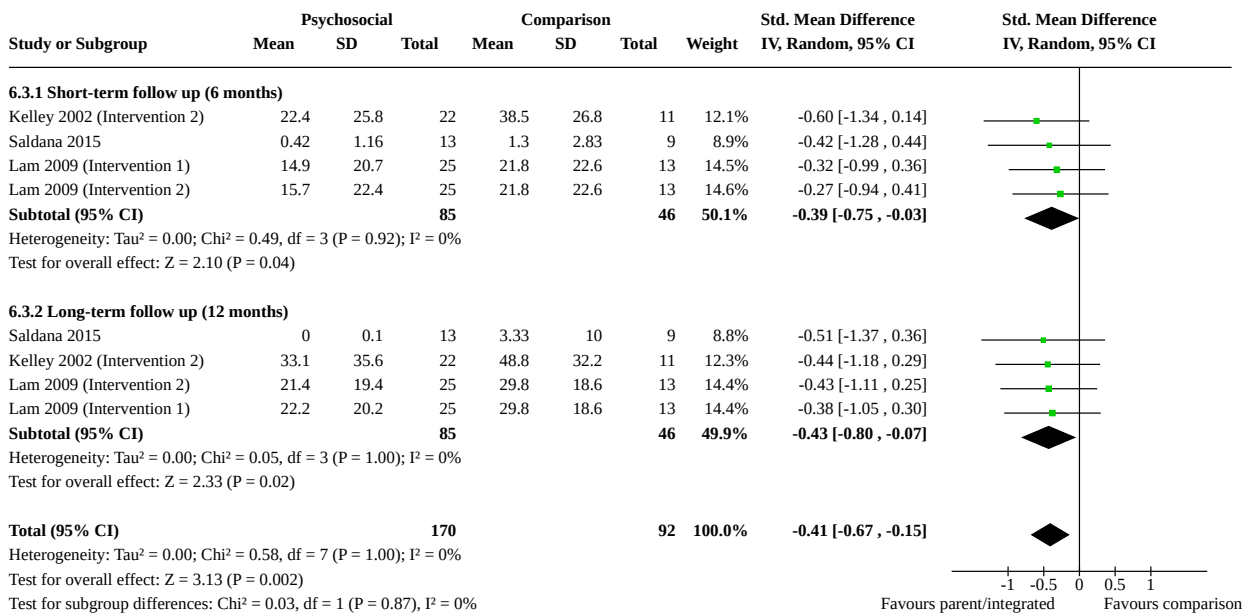 Psychosocial Comparison Std. Mean Difference Std. Mean Difference
Study or Subgroup Mean SD Total Mean SD Total Weight IV, Random, 95% CI IV, Random, 95% CI
6.3.1 Short-term follow up (6 months)
Kelley 2002 (Intervention 2) 22.4 25.8 22 38.5 26.8 11 12.1% -0.60 [-1.34 , 0.14]
Saldana 2015 0.42 1.16 13 1.3 2.83 9 8.9% -0.42 [-1.28 , 0.44]
Lam 2009 (Intervention 1) 14.9 20.7 25 21.8 22.6 13 14.5% -0.32 [-0.99 , 0.36]
Lam 2009 (Intervention 2) 15.7 22.4 25 21.8 22.6 13 14.6% -0.27 [-0.94 , 0.41]
Subtotal (95% CI) 85 46 50.1% -0.39 [-0.75 , -0.03]
Heterogeneity: Tau² = 0.00; Chi² = 0.49, df = 3 (P = 0.92); I² = 0%
Test for overall effect: Z = 2.10 (P = 0.04)
6.3.2 Long-term follow up (12 months)
Saldana 2015 0 0.1 13 3.33 10 9 8.8% -0.51 [-1.37 , 0.36]
Kelley 2002 (Intervention 2) 33.1 35.6 22 48.8 32.2 11 12.3% -0.44 [-1.18 , 0.29]
Lam 2009 (Intervention 2) 21.4 19.4 25 29.8 18.6 13 14.4% -0.43 [-1.11 , 0.25]
Lam 2009 (Intervention 1) 22.2 20.2 25 29.8 18.6 13 14.4% -0.38 [-1.05 , 0.30]
Subtotal (95% CI) 85 46 49.9% -0.43 [-0.80 , -0.07]
Heterogeneity: Tau² = 0.00; Chi² = 0.05, df = 3 (P = 1.00); I² = 0%
Test for overall effect: Z = 2.33 (P = 0.02)
Total (95% CI) 170 92 100.0% -0.41 [-0.67 , -0.15]
Heterogeneity: Tau² = 0.00; Chi² = 0.58, df = 7 (P = 1.00); I² = 0%
Test for overall effect: Z = 3.13 (P = 0.002) -1 -0.5 0 0.5 1
Test for subgroup differences: Chi² = 0.03, df = 1 (P = 0.87), I² = 0% Favours parent/integrated Favours comparison